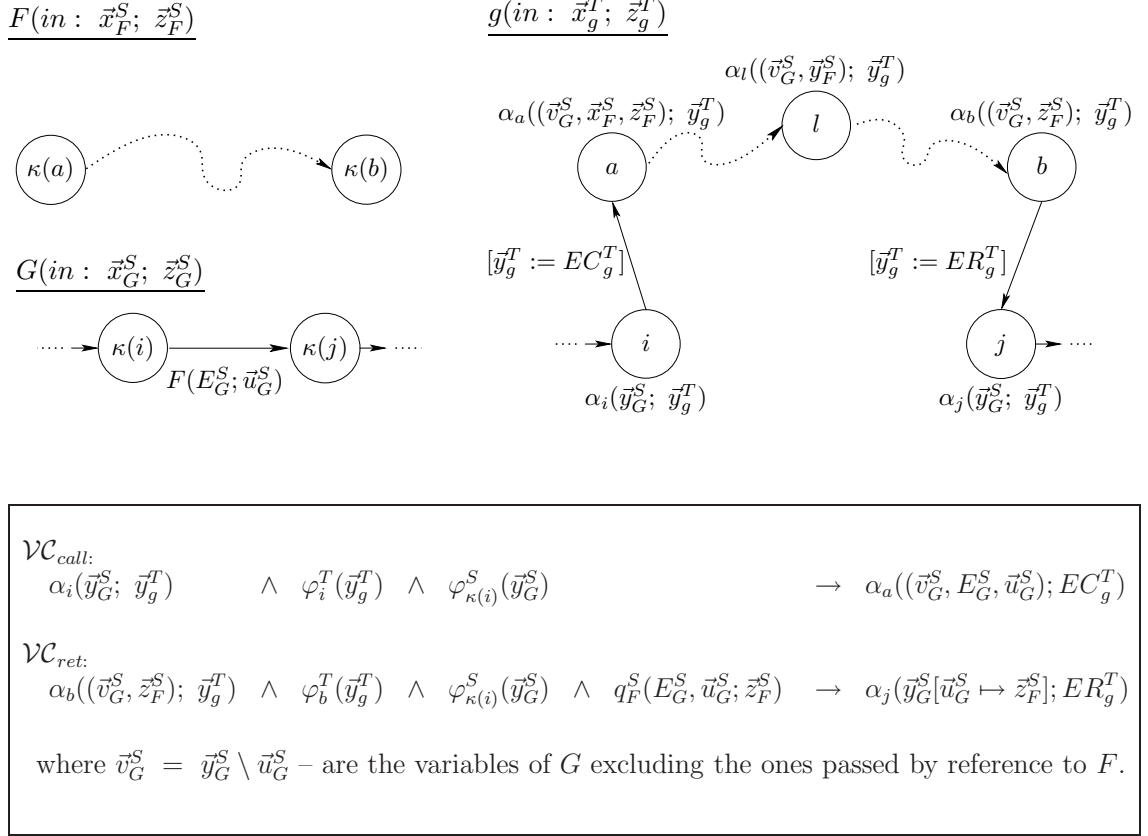 F(in : x⃗_F^S; z⃗_F^S)
κ(a)
κ(b)
G(in : x⃗_G^S; z⃗_G^S)
κ(i)
κ(j)
F(E_G^S; u⃗_G^S)
g(in : x⃗_g^T; z⃗_g^T)
α_l((v⃗_G^S, y⃗_F^S); y⃗_g^T)
α_a((v⃗_G^S, x⃗_F^S, z⃗_F^S); y⃗_g^T)
α_b((v⃗_G^S, z⃗_F^S); y⃗_g^T)
l
a
b
[y⃗_g^T := EC_g^T]
[y⃗_g^T := ER_g^T]
i
j
α_i(y⃗_G^S; y⃗_g^T)
α_j(y⃗_G^S; y⃗_g^T)
VC_call:
α_i(y⃗_G^S; y⃗_g^T) ∧ φ_i^T(y⃗_g^T) ∧ φ_κ(i)^S(y⃗_G^S) → α_a((v⃗_G^S, E_G^S, u⃗_G^S); EC_g^T)
VC_ret:
α_b((v⃗_G^S, z⃗_F^S); y⃗_g^T) ∧ φ_b^T(y⃗_g^T) ∧ φ_κ(i)^S(y⃗_G^S) ∧ q_F^S(E_G^S, u⃗_G^S; z⃗_F^S) → α_j(y⃗_G^S[u⃗_G^S ↦ z⃗_F^S]; ER_g^T)
where v⃗_G^S = y⃗_G^S \ u⃗_G^S – are the variables of G excluding the ones passed by reference to F.